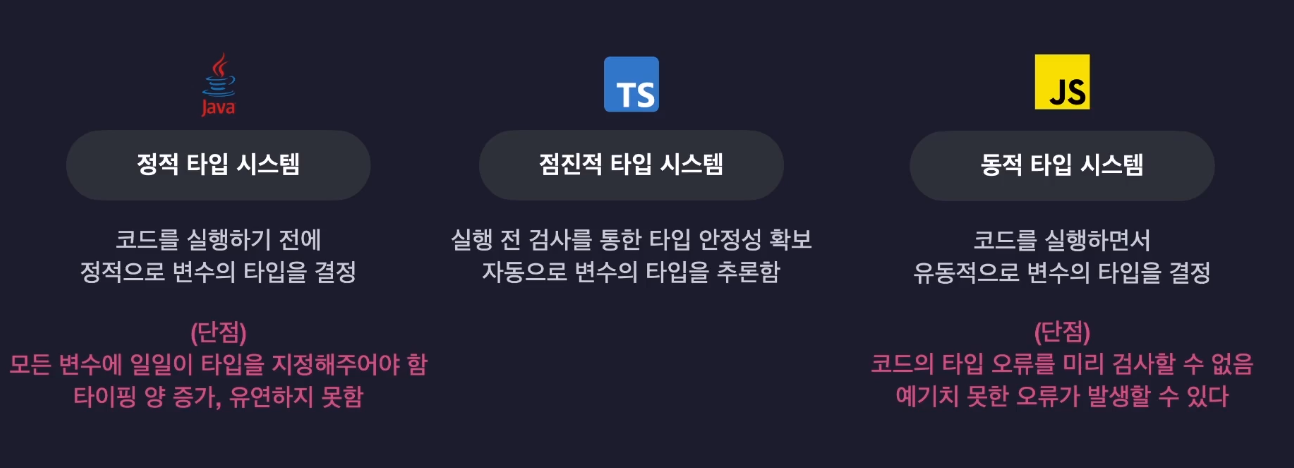 Java
정적 타입 시스템
코드를 실행하기 전에
정적으로 변수의 타입을 결정
(단점)
모든 변수에 일일이 타입을 지정해주어야 함
타이핑 양 증가, 유연하지 못함
TS
점진적 타입 시스템
실행 전 검사를 통한 타입 안정성 확보
자동으로 변수의 타입을 추론함
JS
동적 타입 시스템
코드를 실행하면서
유동적으로 변수의 타입을 결정
(단점)
코드의 타입 오류를 미리 검사할 수 없음
예기치 못한 오류가 발생할 수 있다